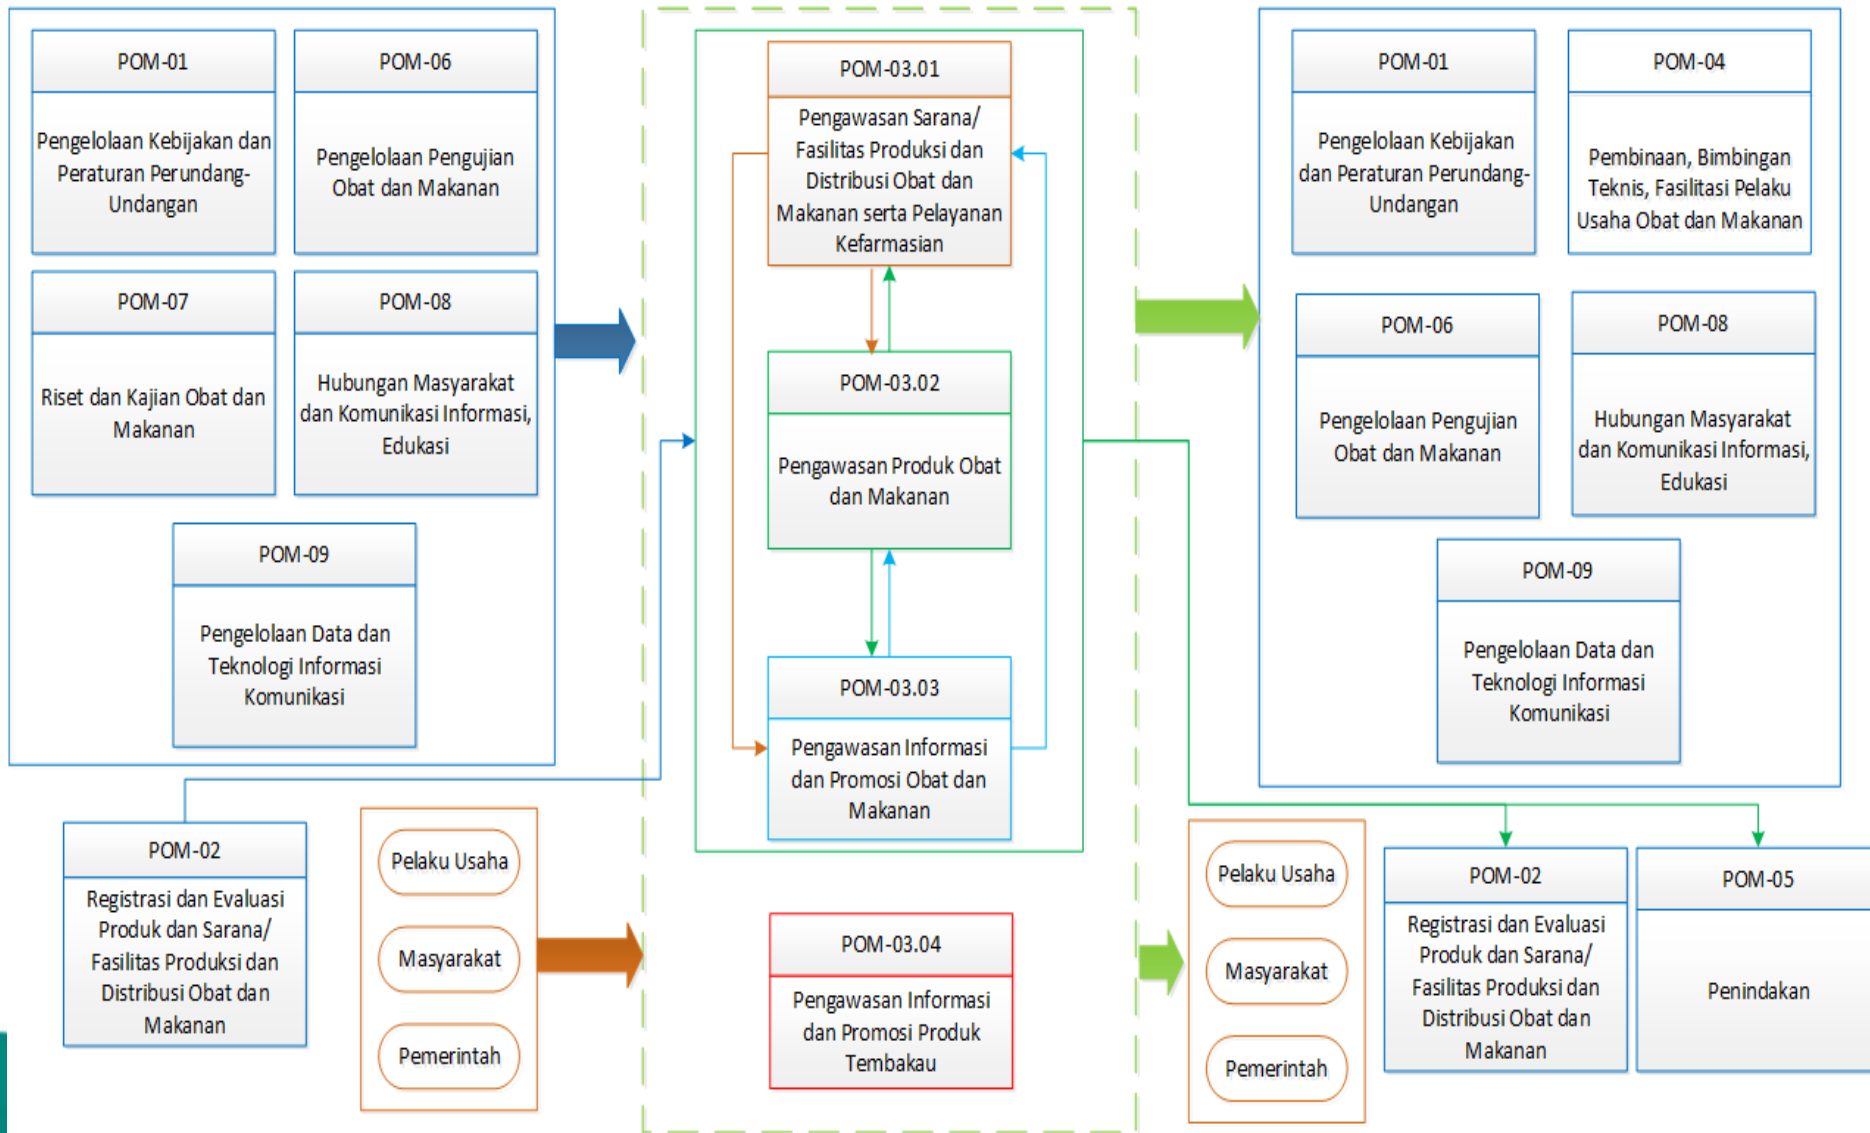 POM-01
Pengelolaan Kebijakan dan
Peraturan Perundang-
Undangan
POM-06
Pengelolaan Pengujian
Obat dan Makanan
POM-07
Riset dan Kajian Obat dan
Makanan
POM-08
Hubungan Masyarakat
dan Komunikasi Informasi,
Edukasi
POM-09
Pengelolaan Data dan
Teknologi Informasi
Komunikasi
POM-02
Registrasi dan Evaluasi
Produk dan Sarana/
Fasilitas Produksi dan
Distribusi Obat dan
Makanan
Pelaku Usaha
Masyarakat
Pemerintah
POM-03.01
Pengawasan Sarana/
Fasilitas Produksi dan
Distribusi Obat dan
Makanan serta Pelayanan
Kefarmasian
POM-03.02
Pengawasan Produk Obat
dan Makanan
POM-03.03
Pengawasan Informasi
dan Promosi Obat dan
Makanan
POM-03.04
Pengawasan Informasi
dan Promosi Produk
Tembakau
POM-01
Pengelolaan Kebijakan
dan Peraturan Perundang-
Undangan
POM-04
Pembinaan, Bimbingan
Teknis, Fasilitasi Pelaku
Usaha Obat dan Makanan
POM-06
Pengelolaan Pengujian
Obat dan Makanan
POM-08
Hubungan Masyarakat
dan Komunikasi Informasi,
Edukasi
POM-09
Pengelolaan Data dan
Teknologi Informasi
Komunikasi
Pelaku Usaha
Masyarakat
Pemerintah
POM-02
Registrasi dan Evaluasi
Produk dan Sarana/
Fasilitas Produksi dan
Distribusi Obat dan
Makanan
POM-05
Penindakan